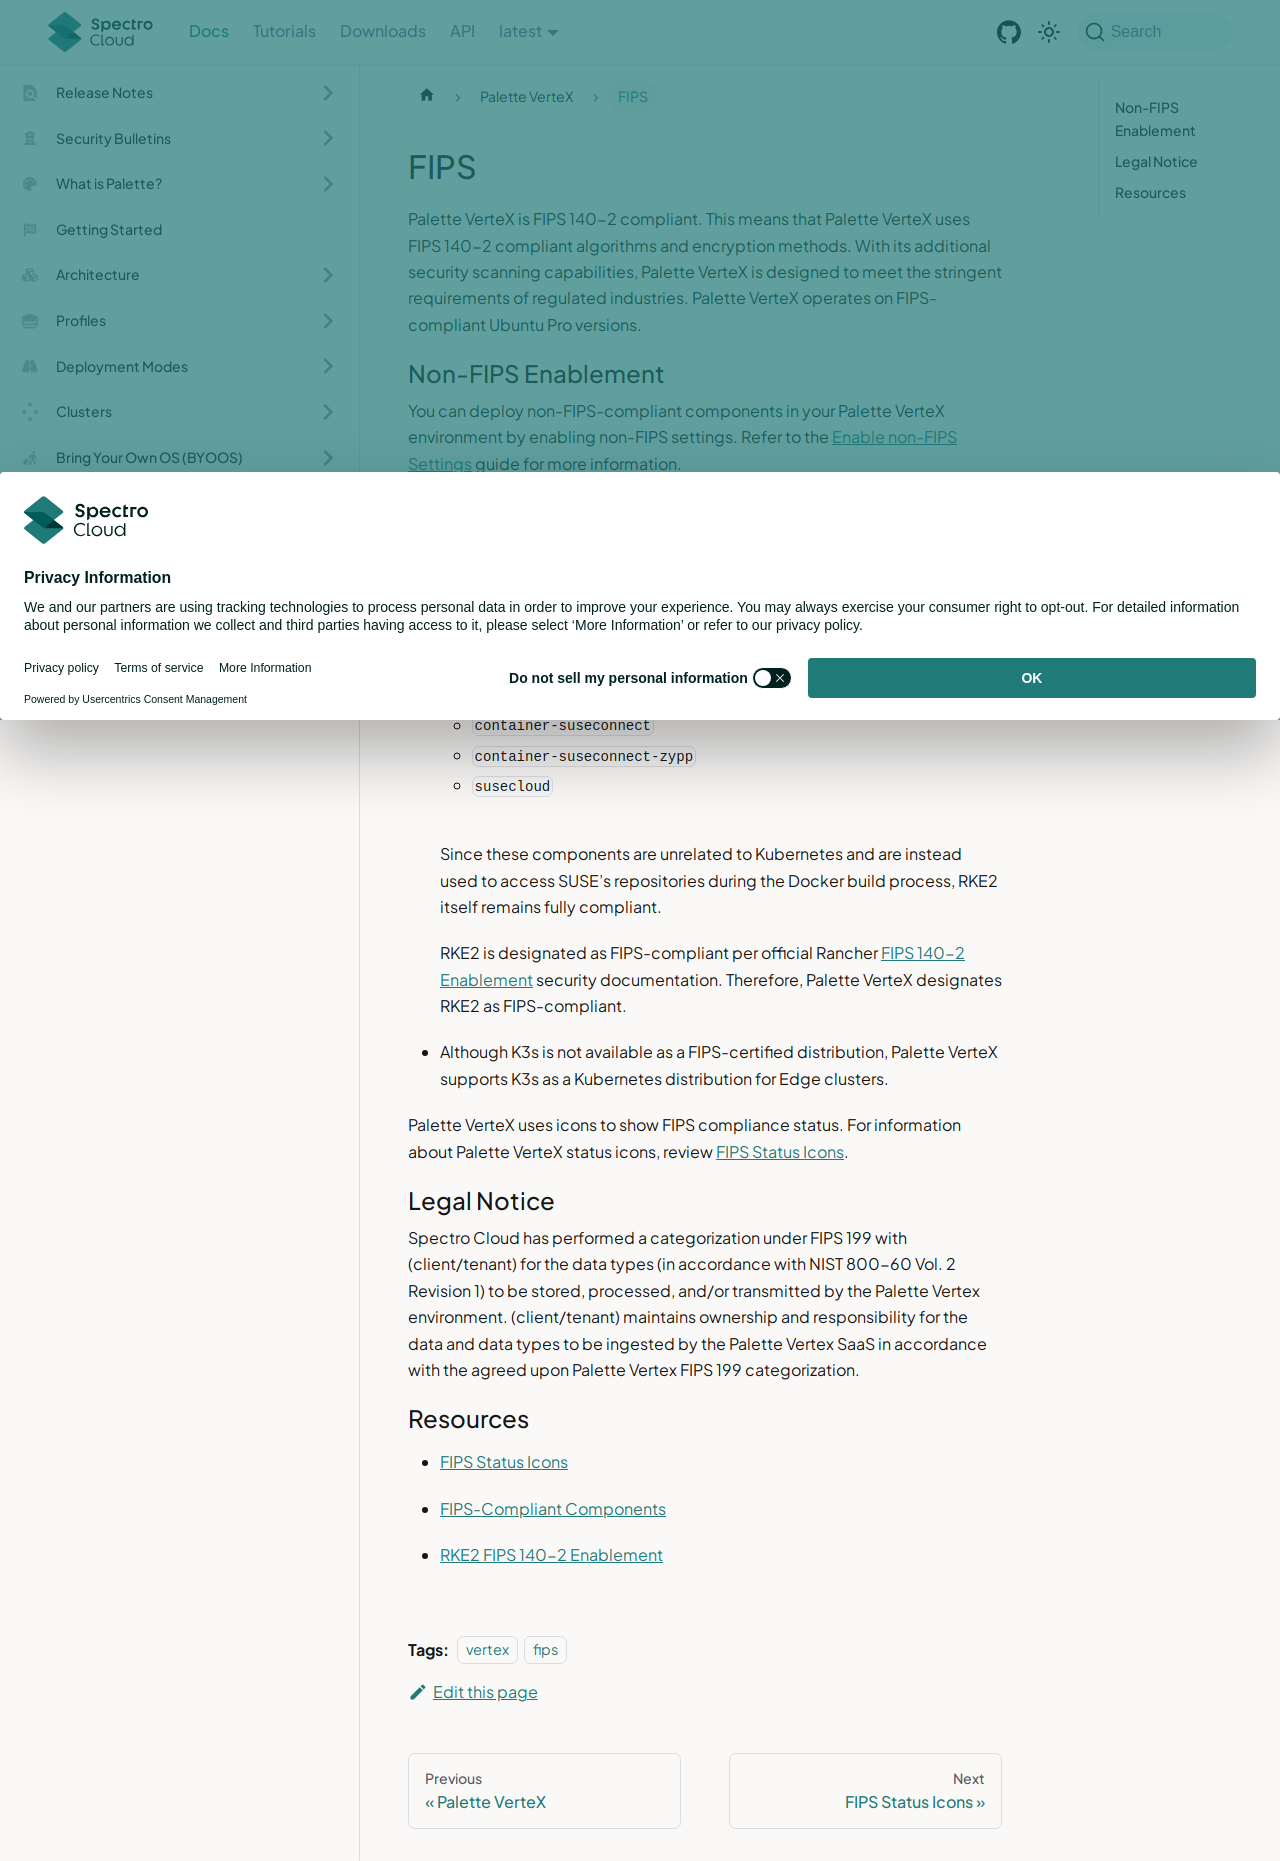 Spectro
Cloud
Docs
Tutorials
Downloads
API
latest
Search
Release Notes
Security Bulletins
What is Palette?
Getting Started
Architecture
Profiles
Deployment Modes
Clusters
Bring Your Own OS (BYOOS)
Palette VerteX
FIPS
Non-FIPS
Enablement
Legal Notice
Resources
FIPS
Palette VerteX is FIPS 140-2 compliant. This means that Palette VerteX uses
FIPS 140-2 compliant algorithms and encryption methods. With its additional
security scanning capabilities, Palette VerteX is designed to meet the stringent
requirements of regulated industries. Palette VerteX operates on FIPS-
compliant Ubuntu Pro versions.
Non-FIPS Enablement
You can deploy non-FIPS-compliant components in your Palette VerteX
environment by enabling non-FIPS settings. Refer to the Enable non-FIPS
Settings guide for more information.
Spectro
Cloud
Privacy Information
We and our partners are using tracking technologies to process personal data in order to improve your experience. You may always exercise your consumer right to opt-out. For detailed information
about personal information we collect and third parties having access to it, please select ‘More Information’ or refer to our privacy policy.
Privacy policy
Terms of service
More Information
Do not sell my personal information
OK
Powered by Usercentrics Consent Management
container-suseconnect
container-suseconnect-zypp
susecloud
Since these components are unrelated to Kubernetes and are instead
used to access SUSE’s repositories during the Docker build process, RKE2
itself remains fully compliant.
RKE2 is designated as FIPS-compliant per official Rancher FIPS 140-2
Enablement security documentation. Therefore, Palette VerteX designates
RKE2 as FIPS-compliant.
Although K3s is not available as a FIPS-certified distribution, Palette VerteX
supports K3s as a Kubernetes distribution for Edge clusters.
Palette VerteX uses icons to show FIPS compliance status. For information
about Palette VerteX status icons, review FIPS Status Icons.
Legal Notice
Spectro Cloud has performed a categorization under FIPS 199 with
(client/tenant) for the data types (in accordance with NIST 800-60 Vol. 2
Revision 1) to be stored, processed, and/or transmitted by the Palette Vertex
environment. (client/tenant) maintains ownership and responsibility for the
data and data types to be ingested by the Palette Vertex SaaS in accordance
with the agreed upon Palette Vertex FIPS 199 categorization.
Resources
FIPS Status Icons
FIPS-Compliant Components
RKE2 FIPS 140-2 Enablement
Tags: vertex fips
Edit this page
Previous
« Palette VerteX
Next
FIPS Status Icons »